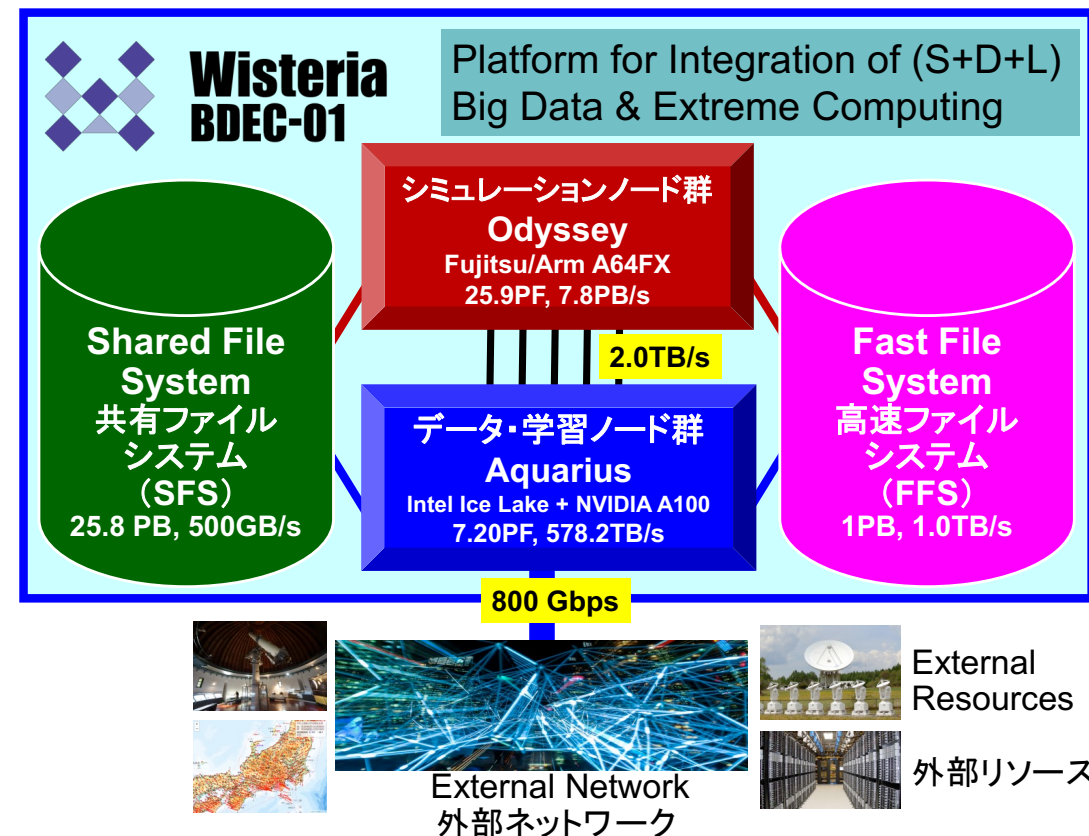 Wisteria
BDEC-01
Platform for Integration of (S+D+L)
Big Data & Extreme Computing
シミュレーションノード群
Odyssey
Fujitsu/Arm A64FX
25.9PF, 7.8PB/s
Shared File
System
共有ファイル
システム
（SFS）
25.8 PB, 500GB/s
2.0TB/s
Fast File
System
高速ファイル
システム
（FFS）
1PB, 1.0TB/s
データ・学習ノード群
Aquarius
Intel Ice Lake + NVIDIA A100
7.20PF, 578.2TB/s
800 Gbps
External
Resources
外部リソース
External Network
外部ネットワーク